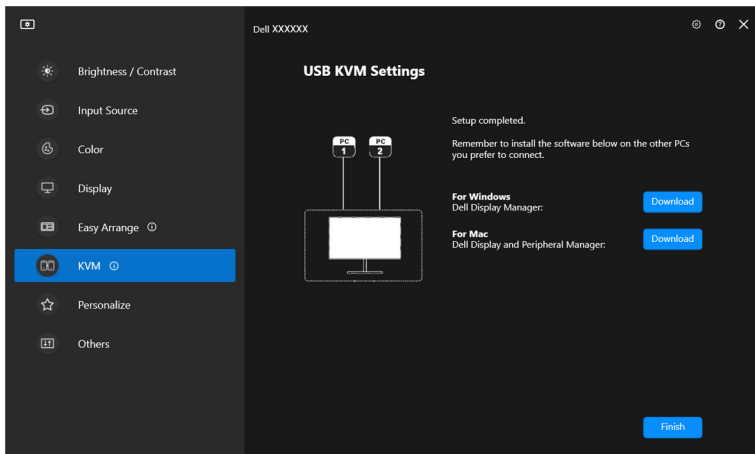 Dell XXXXXX
Brightness / Contrast
Input Source
Color
Display
Easy Arrange
KVM
Personalize
Others
USB KVM Settings
PC
1
PC
2
Setup completed.
Remember to install the software below on the other PCs
you prefer to connect.
For Windows
Dell Display Manager:
Download
For Mac
Dell Display and Peripheral Manager:
Download
Finish